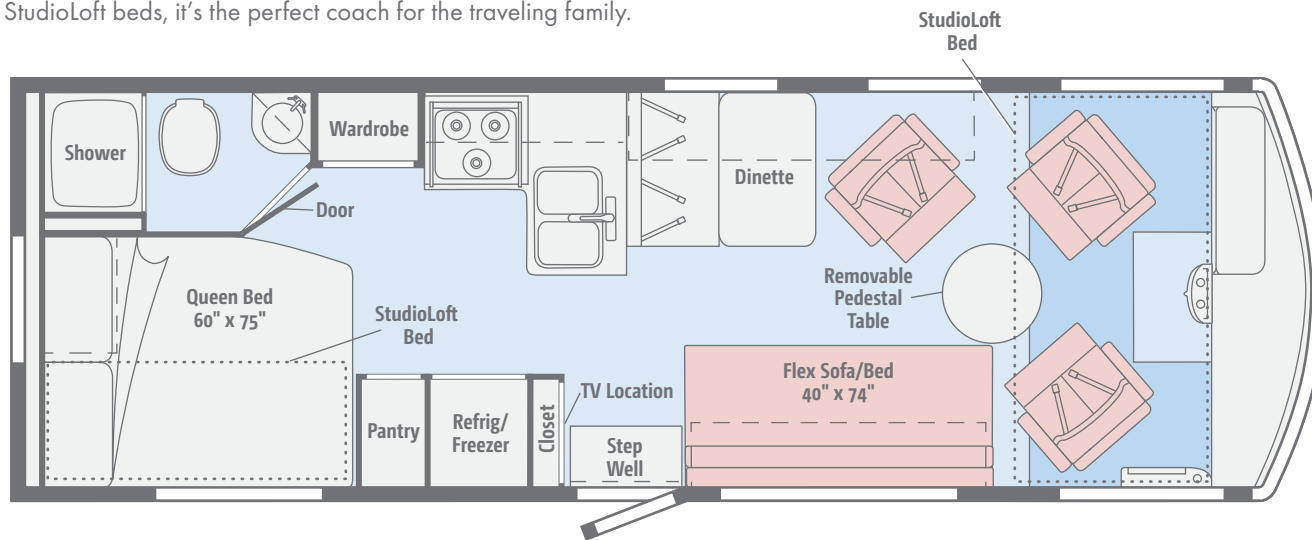 StudioLoft beds, it's the perfect coach for the traveling family.
StudioLoft
Bed
Shower
Wardrobe
Door
Dinette
Removable
Pedestal
Table
Queen Bed
60" x 75"
StudioLoft
Bed
Pantry
Refrig/
Freezer
Closet
TV Location
Step
Well
Flex Sofa/Bed
40" x 74"